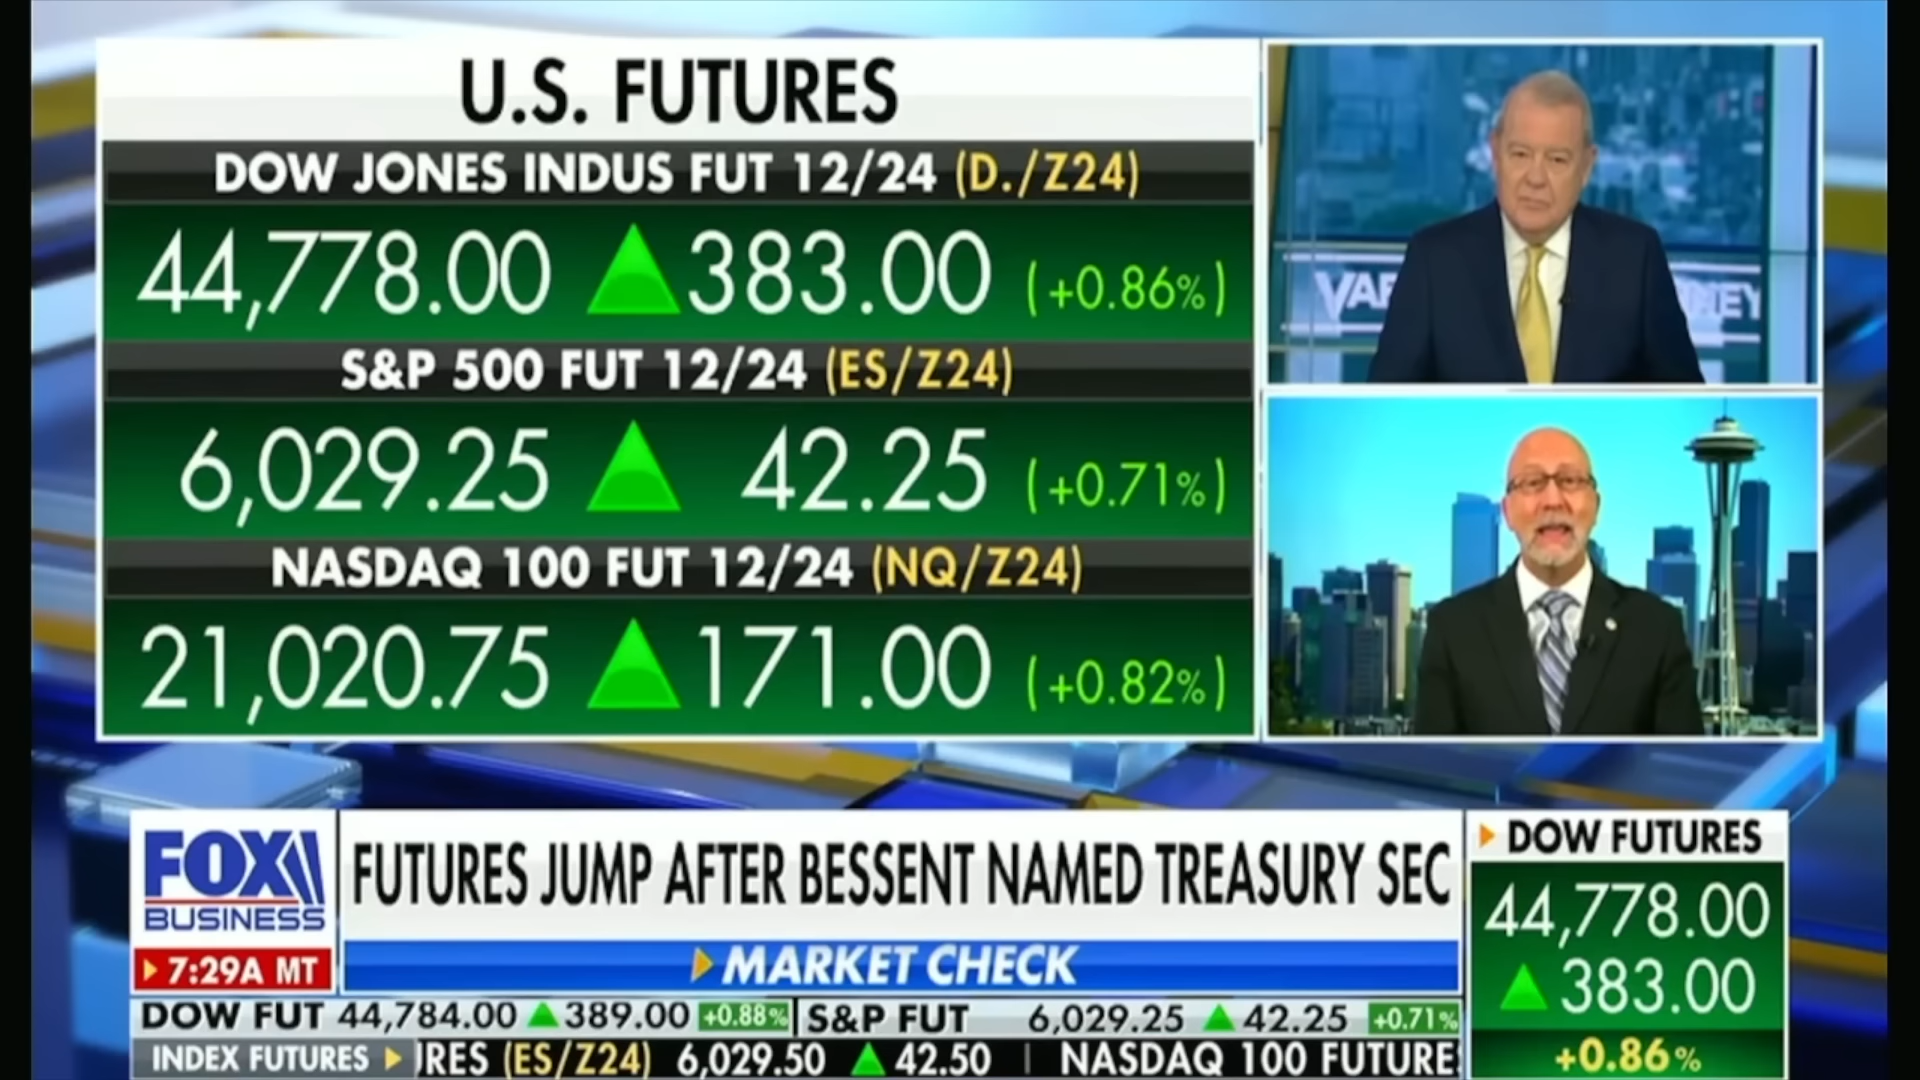 U.S. FUTURES
DOW JONES INDUS FUT 12/24 (D./Z24)
44,778.00 ▲ 383.00 (+0.86%)
S&P 500 FUT 12/24 (ES/Z24)
6,029.25 ▲ 42.25 (+0.71%)
NASDAQ 100 FUT 12/24 (NQ/Z24)
21,020.75 ▲ 171.00 (+0.82%)
VAR NEY
FOX BUSINESS
7:29A MT
FUTURES JUMP AFTER BESSENT NAMED TREASURY SEC
MARKET CHECK
DOW FUTURES
44,778.00
▲ 383.00
+0.86%
DOW FUT 44,784.00 ▲ 389.00 +0.88% S&P FUT 6,029.25 ▲ 42.25 +0.71%
INDEX FUTURES URES (ES/Z24) 6,029.50 ▲ 42.50 | NASDAQ 100 FUTURE